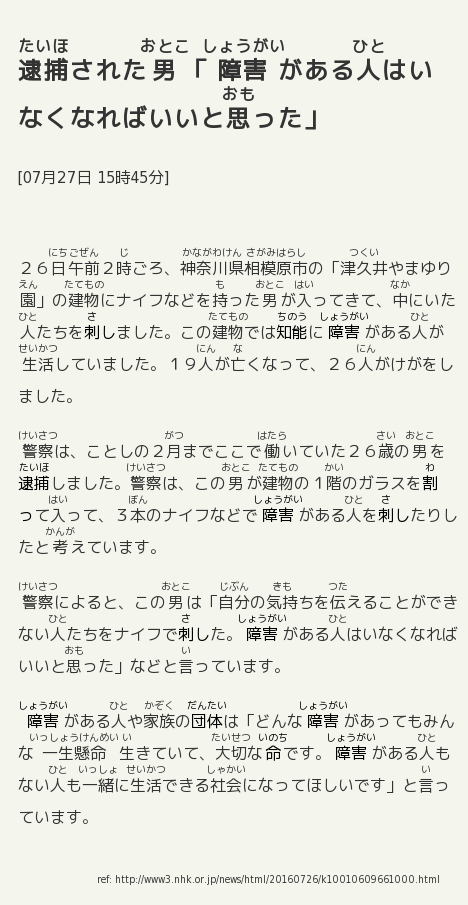 逮捕された男「障害がある人はい
なくなればいいと思った」
[07月27日 15時45分]
２６日午前２時ごろ、神奈川県相模原市の「津久井やまゆり
園」の建物にナイフなどを持った男が入ってきて、中にいた
人たちを刺しました。この建物では知能に障害がある人が
生活していました。１９人が亡くなって、２６人がけがをし
ました。
警察は、ことしの２月までここで働いていた２６歳の男を
逮捕しました。警察は、この男が建物の１階のガラスを割
って入って、３本のナイフなどで障害がある人を刺したりし
たと考えています。
警察によると、この男は「自分の気持ちを伝えることができ
ない人たちをナイフで刺した。障害がある人はいなくなれば
いいと思った」などと言っています。
障害がある人や家族の団体は「どんな障害があってもみん
な一生懸命生きていて、大切な命です。障害がある人も
ない人も一緒に生活できる社会になってほしいです」と言っ
ています。
ref: http://www3.nhk.or.jp/news/html/20160726/k10010609661000.html